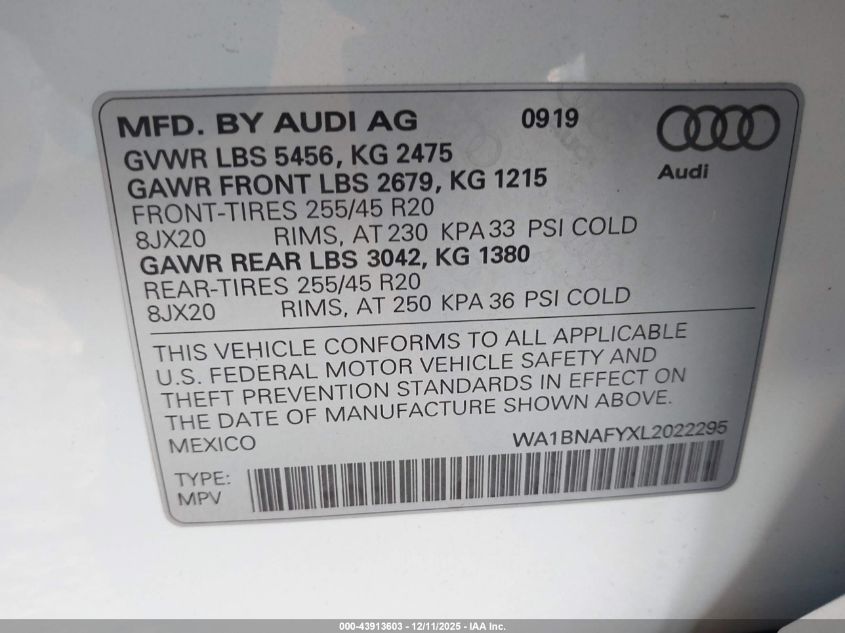 MFD. BY AUDI AG 0919
Audi
GVWR LBS 5456, KG 2475
GAWR FRONT LBS 2679, KG 1215
FRONT-TIRES 255/45 R20
8JX20 RIMS, AT 230 KPA 33 PSI COLD
GAWR REAR LBS 3042, KG 1380
REAR-TIRES 255/45 R20
8JX20 RIMS, AT 250 KPA 36 PSI COLD
THIS VEHICLE CONFORMS TO ALL APPLICABLE
U.S. FEDERAL MOTOR VEHICLE SAFETY AND
THEFT PREVENTION STANDARDS IN EFFECT ON
THE DATE OF MANUFACTURE SHOWN ABOVE.
MEXICO WA1BNAFYXL2022295
TYPE:
MPV
000-43913603 - 12/11/2025 - IAA Inc.